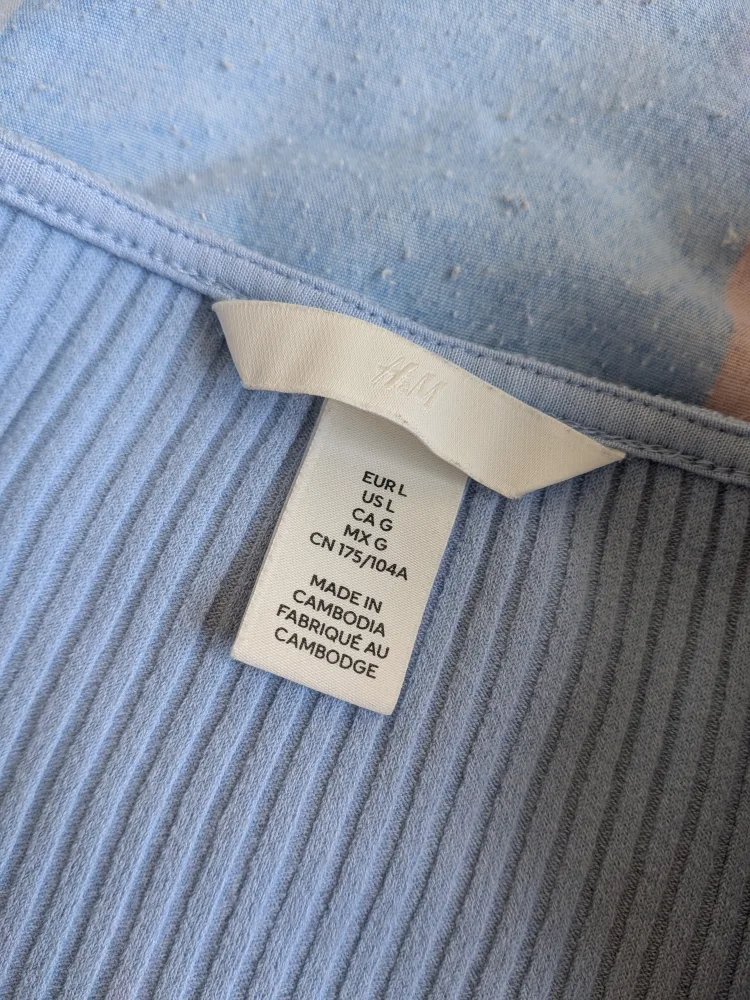 H&M
EUR L
US L
CA G
MX G
CN 175/104A
MADE IN
CAMBODIA
FABRIQUÉ AU
CAMBODGE